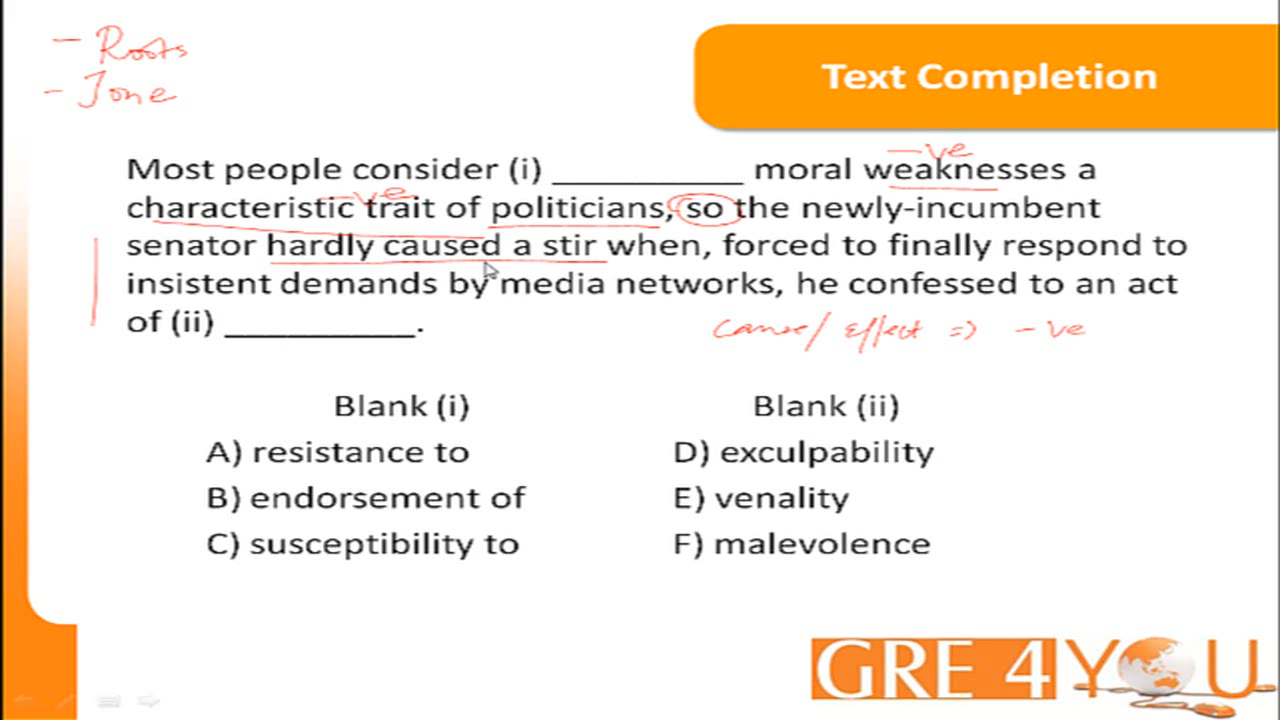 - Roots
- Tone
Text Completion
-ve
Most people consider (i) __________ moral weaknesses a
-ve
characteristic trait of politicians, so the newly-incumbent
senator hardly caused a stir when, forced to finally respond to
insistent demands by media networks, he confessed to an act
of (ii) __________.
cause/ Effect => -ve
Blank (i)
Blank (ii)
A) resistance to
D) exculpability
B) endorsement of
E) venality
C) susceptibility to
F) malevolence
GRE 4YOU